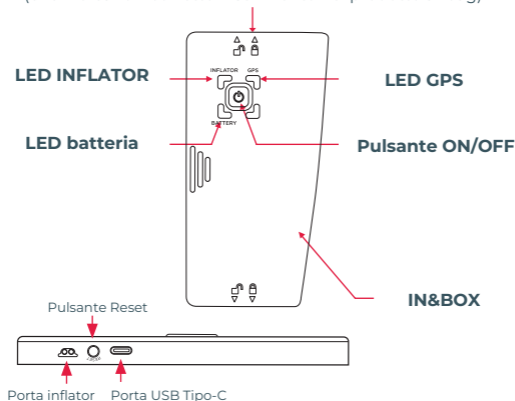 INFLATOR GPS
LED INFLATOR
LED GPS
BATTERY
LED batteria
Pulsante ON/OFF
IN&BOX
Pulsante Reset
Porta inflator Porta USB Tipo-C